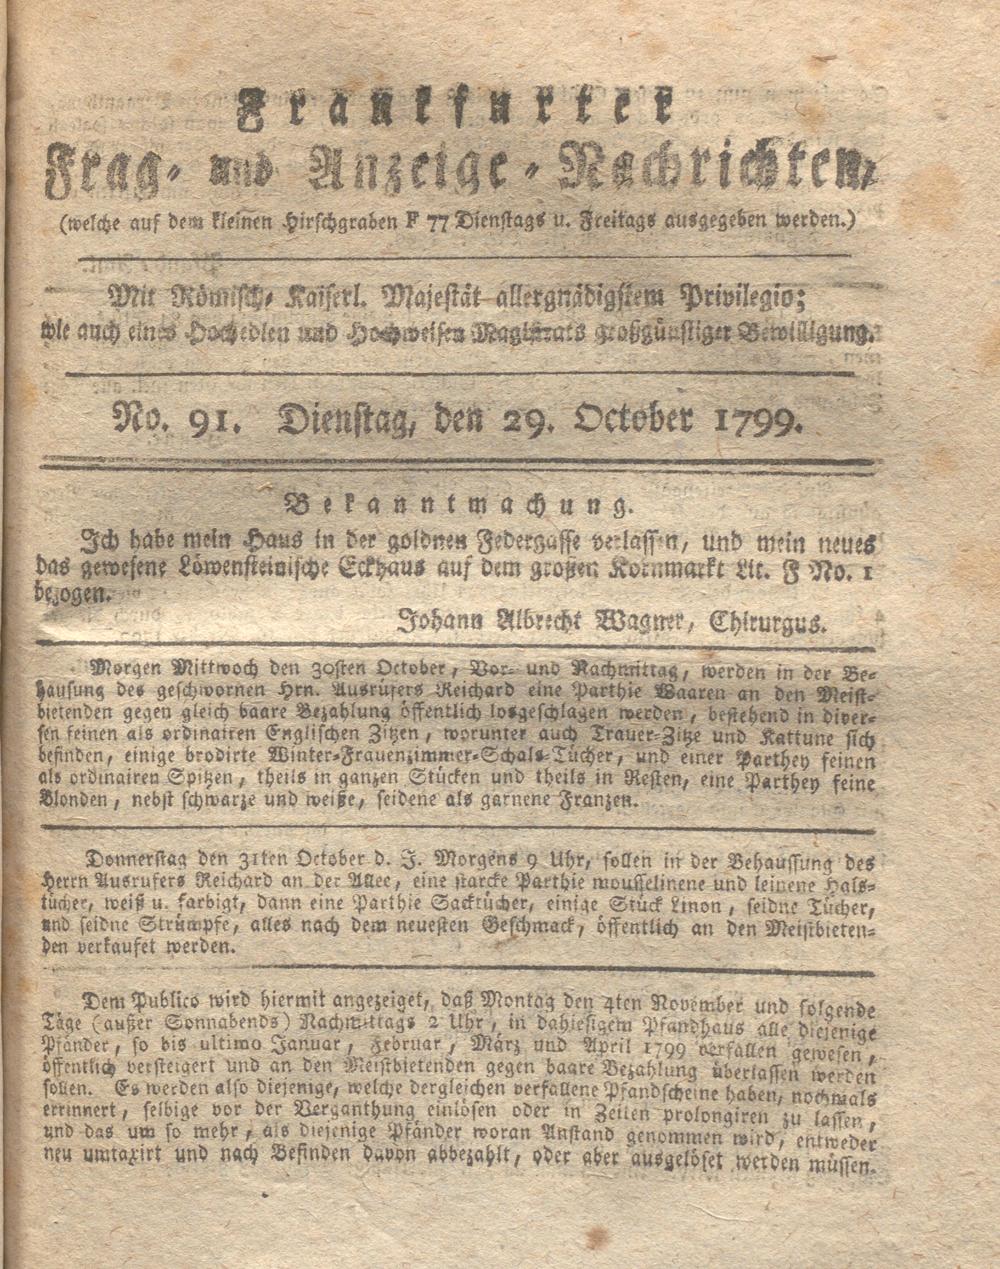 Frankfurter
Frag- und Anzeige-Nachrichten,
(welche auf dem kleinen Hirschgraben F 77 Dienstags u. Freitags ausgegeben werden.)
Mit Römisch- Kaiserl. Majestät allergnädigstem Privilegio;
wie auch eines Hochedlen und Hochweisen Magistrats großgünstiger Bewilligung.
No. 91. Dienstag, den 29. October 1799.
Bekanntmachung.
Ich habe mein Haus in der goldnen Federgasse verlassen, und mein neues
das gewesene Löwensteinische Eckhaus auf dem großen Kornmarkt Lit. F No. 1
bezogen.
Johann Albrecht Wagner, Chirurgus.
Morgen Mittwoch den 30sten October, Vor- und Nachmittag, werden in der Be-
hausung des geschwornen Hrn. Ausrüfers Reichard eine Parthie Waaren an den Meist-
bietenden gegen gleich baare Bezahlung öffentlich losgeschlagen werden, bestehend in diver-
sen feinen als ordinairen Englischen Zitzen, worunter auch Trauer-Zitze und Kattune sich
befinden, einige brodirte Winter-Frauenzimmer-Schals-Tücher, und einer Parthey feinen
als ordinairen Spitzen, theils in ganzen Stücken und theils in Resten, eine Parthey feine
Blonden, nebst schwarze und weiße, seidene als garnene Franzen.
Donnerstag den 31ten October d. J. Morgens 9 Uhr, sollen in der Behaussung des
Herrn Ausrufers Reichard an der Allee, eine starcke Parthie mousselinene und leinene Hals-
tücher, weiß u. farbigt, dann eine Parthie Sacktücher, einige Stück Linon, seidne Tücher,
und seidne Strümpfe, alles nach dem neuesten Geschmack, öffentlich an den Meistbieten-
den verkaufet werden.
Dem Publico wird hiermit angezeiget, daß Montag den 4ten November und folgende
Täge (außer Sonnabends) Nachmittags 2 Uhr, in dahiesigem Pfandhaus alle diejenige
Pfänder, so bis ultimo Januar, Februar, März und April 1799 verfallen gewesen,
öffentlich versteigert und an den Meistbietenden gegen baare Bezahlung überlassen werden
sollen. Es werden also diejenige, welche dergleichen verfallene Pfandscheine haben, nochmals
errinnert, selbige vor der Verganthung einlösen oder in Zeiten prolongiren zu lassen,
und das um so mehr, als diejenige Pfänder woran Anstand genommen wird, entweder
neu umtaxirt und nach Befinden davon abbezahlt, oder aber ausgelöset werden müssen.